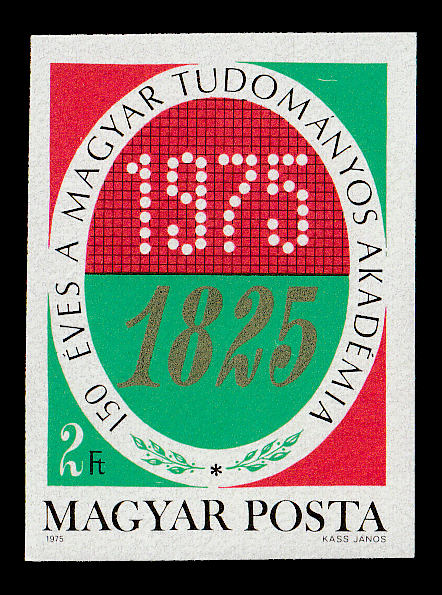 150 ÉVES A MAGYAR TUDOMÁNYOS AKADÉMIA
1975
1825
2 Ft
*
MAGYAR POSTA
1975 KASS JÁNOS